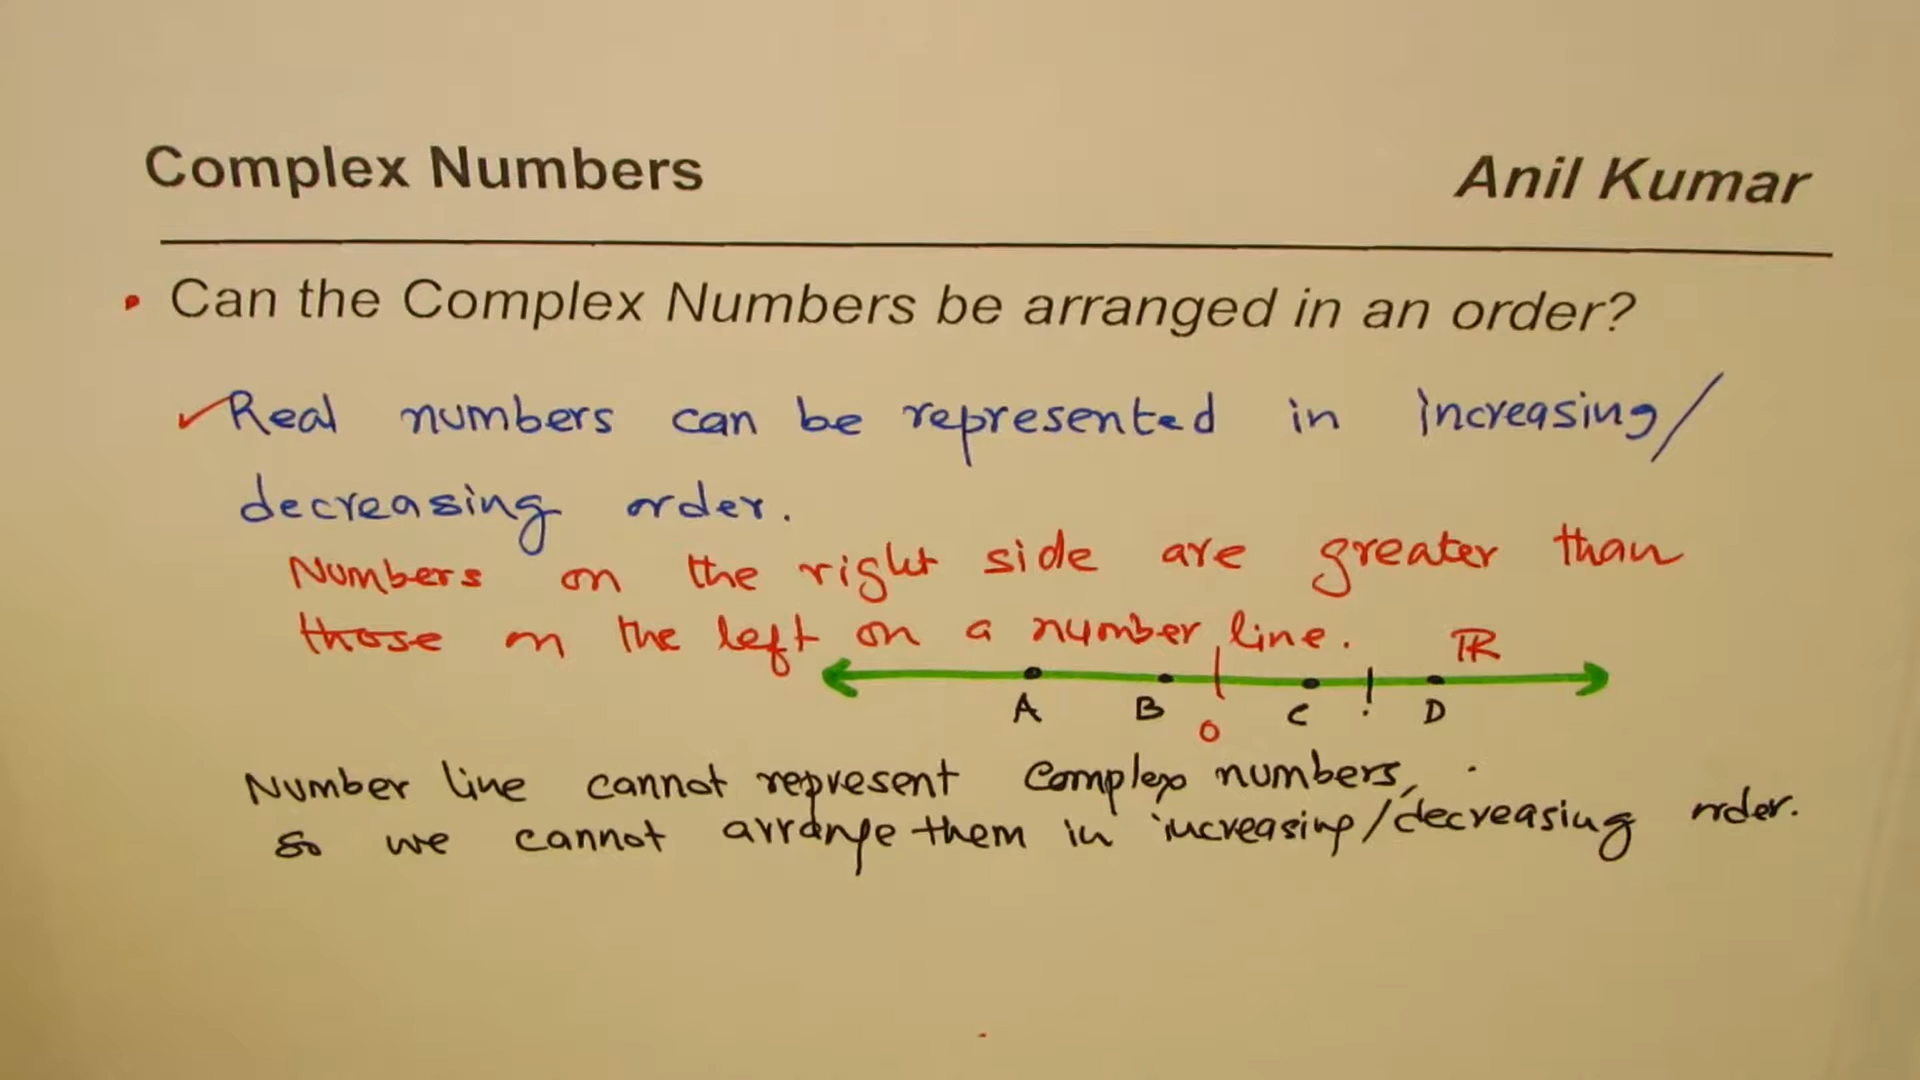 Complex Numbers Anil Kumar
• Can the Complex Numbers be arranged in an order?
✓Real numbers can be represented in increasing/
decreasing order.
Numbers on the right side are greater than
those on the left on a number line. ℝ
A B 0 C D
Number line cannot represent Complex numbers,
so we cannot arrange them in increasing/decreasing order.